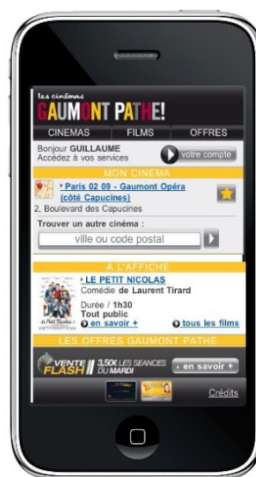 les cinémas
GAUMONT PATHE!
CINEMAS FILMS OFFRES
Bonjour GUILLAUME
Accédez à vos services
votre compte
MON CINEMA
Paris 02 09 - Gaumont Opéra
(côté Capucines)
2, Boulevard des Capucines
Trouver un autre cinéma :
ville ou code postal
A L'AFFICHE
LE PETIT NICOLAS
Comédie de Laurent Tirard
Durée / 1h30
Tout public
en savoir + tous les films
LES OFFRES GAUMONT PATHE
VENTE FLASH 3,50€ LES SEANCES DU MARDI en savoir +
Crédits